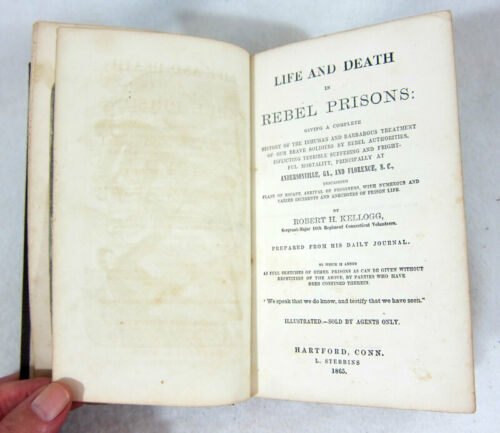 LIFE AND DEATH
IN
REBEL PRISONS:
GIVING A COMPLETE
HISTORY OF THE INHUMAN AND BARBAROUS TREATMENT
OF OUR BRAVE SOLDIERS BY REBEL AUTHORITIES,
INFLICTING TERRIBLE SUFFERING AND FRIGHT-
FUL MORTALITY, PRINCIPALLY AT
ANDERSONVILLE, GA., AND FLORENCE, S. C.,
DESCRIBING
PLANS OF ESCAPE, ARRIVAL OF PRISONERS, WITH NUMEROUS AND
VARIED INCIDENTS AND ANECDOTES OF PRISON LIFE.
BY
ROBERT H. KELLOGG,
Sergeant-Major 16th Regiment Connecticut Volunteers.
PREPARED FROM HIS DAILY JOURNAL.
TO WHICH IS ADDED
AS FULL SKETCHES OF OTHER PRISONS AS CAN BE GIVEN WITHOUT
REPETITION OF THE ABOVE, BY PARTIES WHO HAVE
BEEN CONFINED THEREIN.
"We speak that we do know, and testify that we have seen."
ILLUSTRATED.—SOLD BY AGENTS ONLY.
HARTFORD, CONN.
L. STEBBINS
1865.